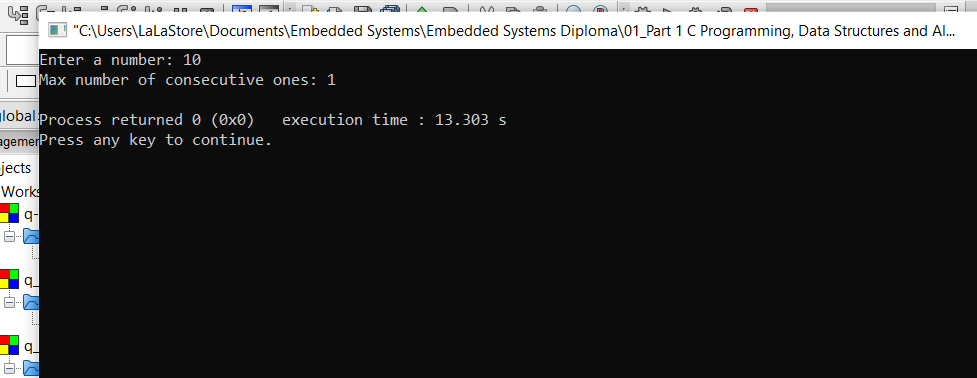 "C:\Users\LaLaStore\Documents\Embedded Systems\Embedded Systems Diploma\01_Part 1 C Programming, Data Structures and Al...
Enter a number: 10
Max number of consecutive ones: 1
Process returned 0 (0x0)   execution time : 13.303 s
Press any key to continue.
global
agemen
jects
Works
q-
q_
q_